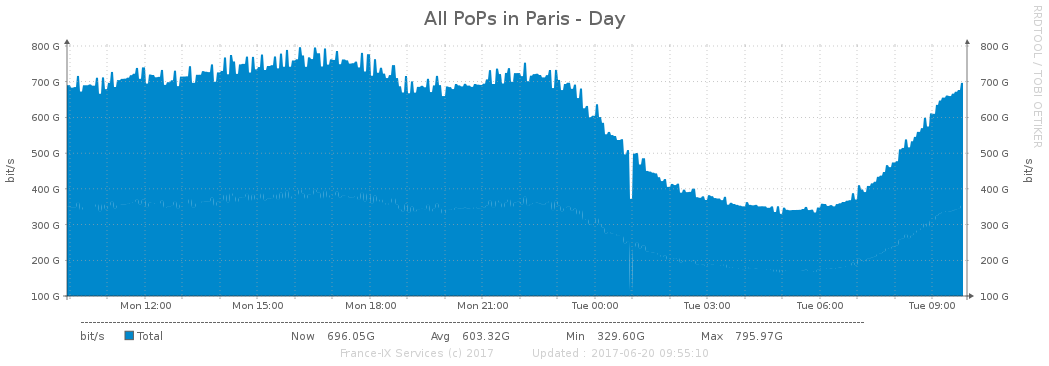 All PoPs in Paris - Day
RRDTOOL / TOBI OETIKER
bit/s
800 G
700 G
600 G
500 G
400 G
300 G
200 G
100 G
800 G
700 G
600 G
500 G
400 G
300 G
200 G
100 G
bit/s
Mon 12:00 Mon 15:00 Mon 18:00 Mon 21:00 Tue 00:00 Tue 03:00 Tue 06:00 Tue 09:00
bit/s Total Now 696.05G Avg 603.32G Min 329.60G Max 795.97G
France-IX Services (c) 2017 Updated : 2017-06-20 09:55:10